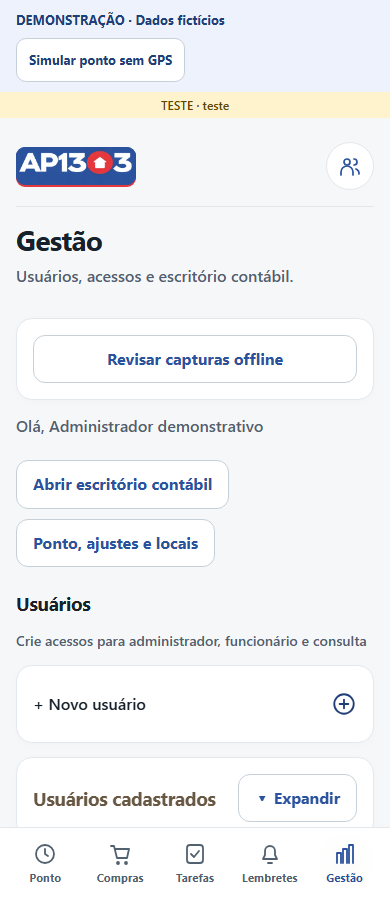 DEMONSTRAÇÃO · Dados fictícios
Simular ponto sem GPS
TESTE · teste
AP13 3
Gestão
Usuários, acessos e escritório contábil.
Revisar capturas offline
Olá, Administrador demonstrativo
Abrir escritório contábil
Ponto, ajustes e locais
Usuários
Crie acessos para administrador, funcionário e consulta
+ Novo usuário
Usuários cadastrados
▼ Expandir
Ponto
Compras
Tarefas
Lembretes
Gestão